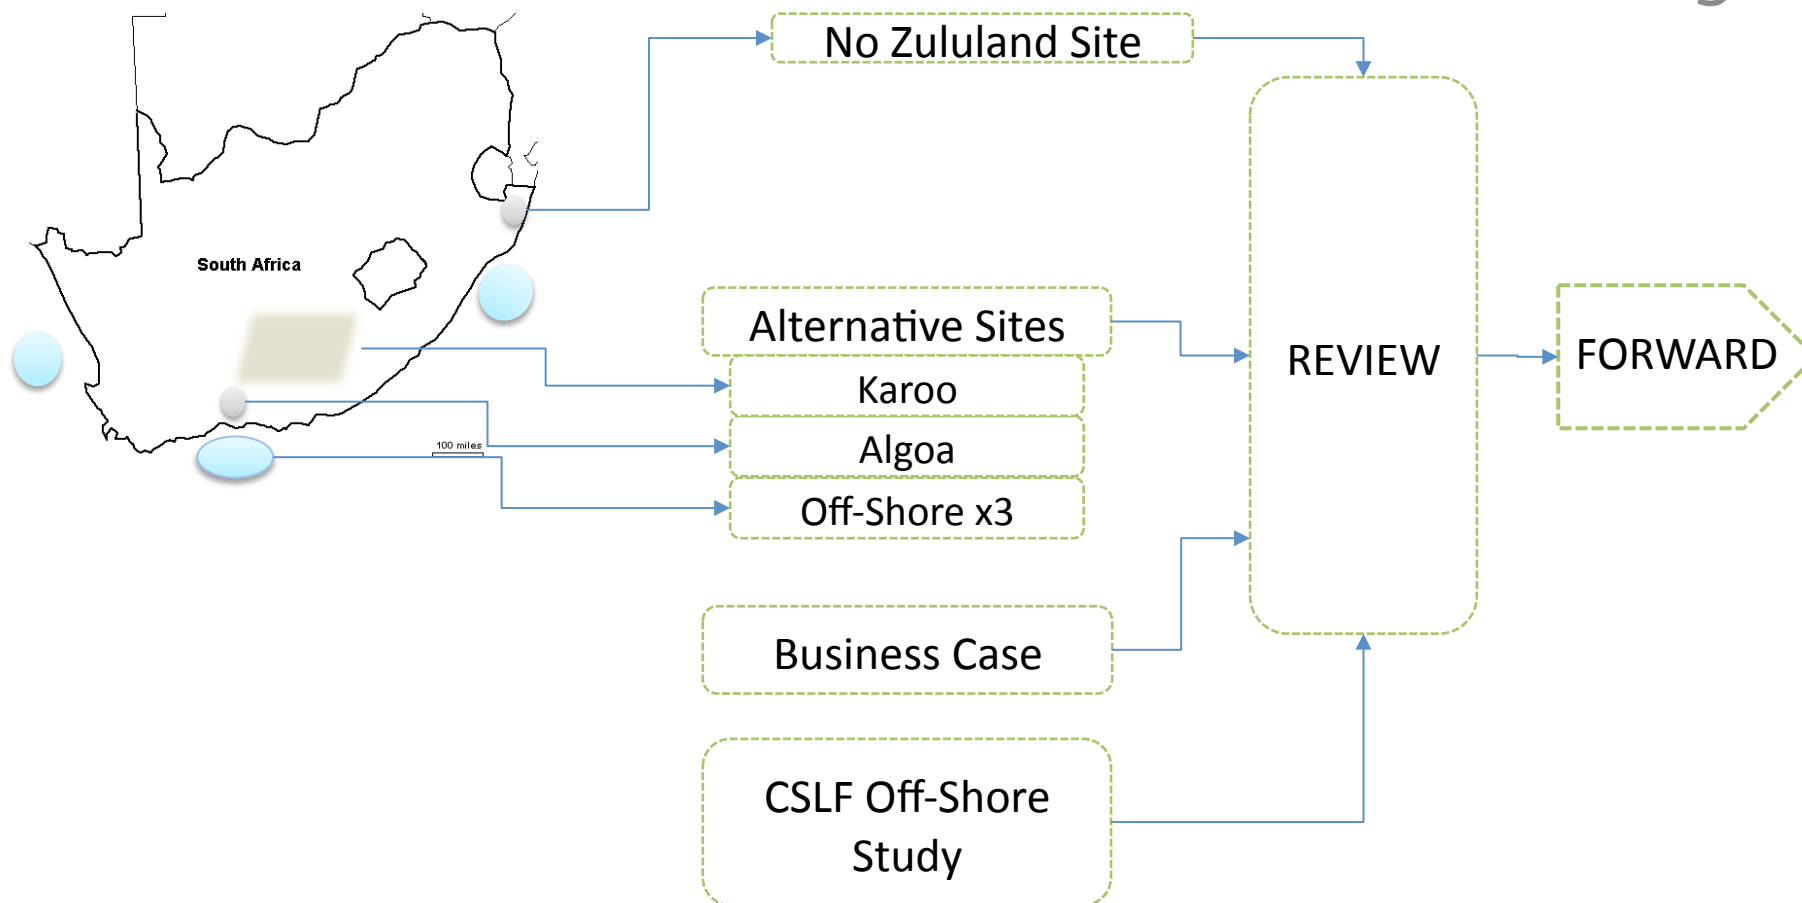 No Zululand Site
South Africa
Alternative Sites
Karoo
Algoa
Off-Shore x3
100 miles
REVIEW
FORWARD
Business Case
CSLF Off-Shore
Study